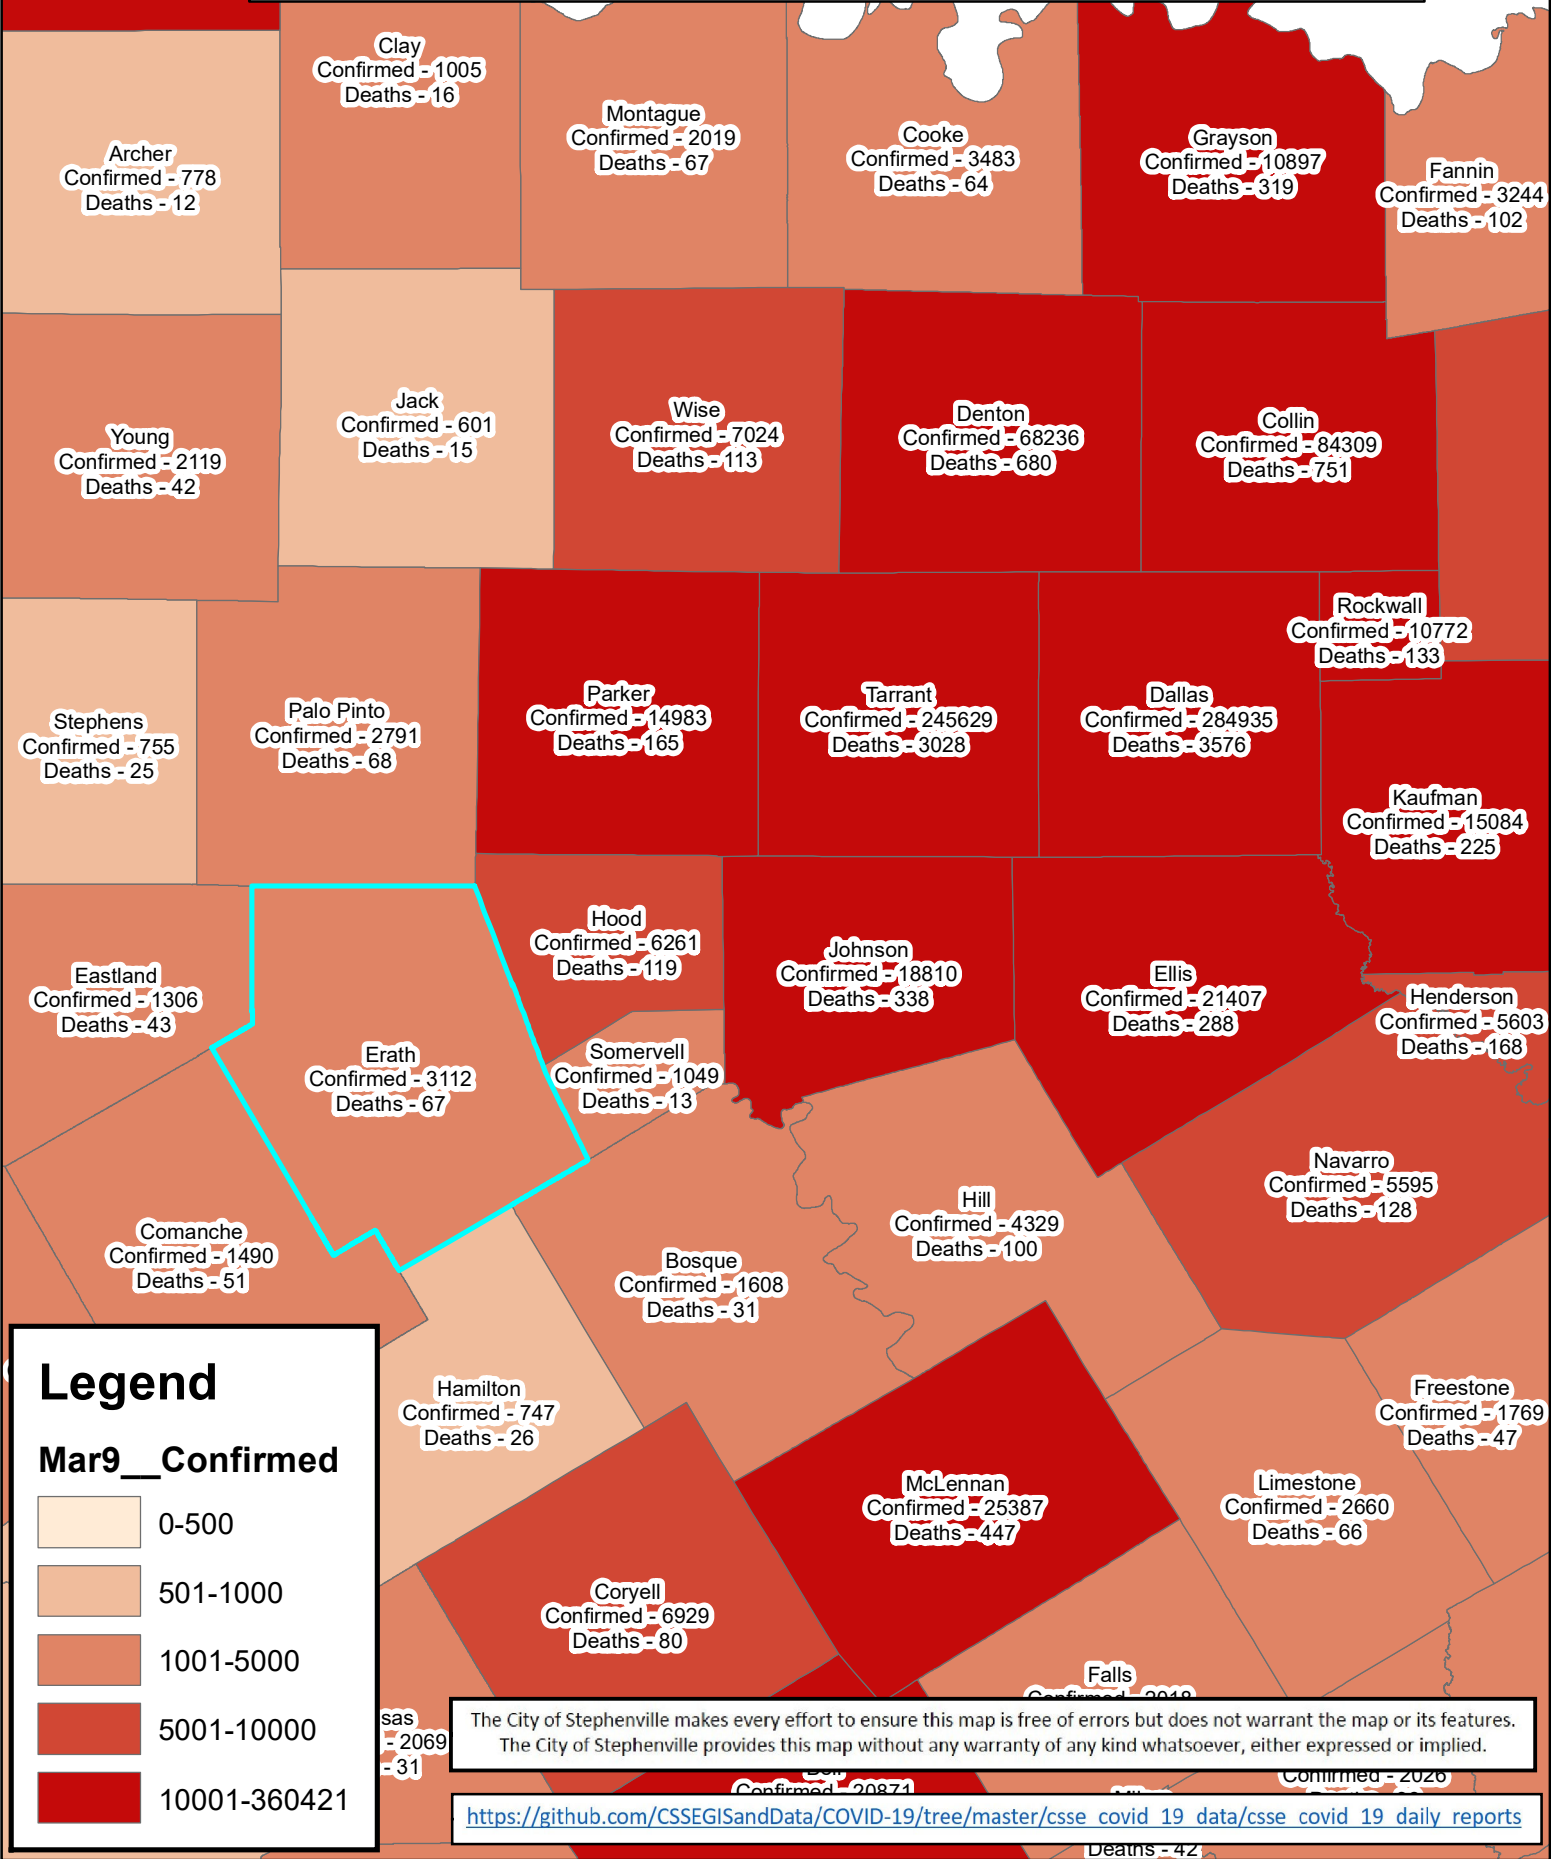 Clay
Confirmed - 1005
Deaths - 16
Montague
Confirmed - 2019
Deaths - 67
Cooke
Confirmed - 3483
Deaths - 64
Grayson
Confirmed - 10897
Deaths - 319
Archer
Confirmed - 778
Deaths - 12
Fannin
Confirmed - 3244
Deaths - 102
Jack
Confirmed - 601
Deaths - 15
Wise
Confirmed - 7024
Deaths - 113
Denton
Confirmed - 68236
Deaths - 680
Collin
Confirmed - 84309
Deaths - 751
Young
Confirmed - 2119
Deaths - 42
Rockwall
Confirmed - 10772
Deaths - 133
Stephens
Confirmed - 755
Deaths - 25
Palo Pinto
Confirmed - 2791
Deaths - 68
Parker
Confirmed - 14983
Deaths - 165
Tarrant
Confirmed - 245629
Deaths - 3028
Dallas
Confirmed - 284935
Deaths - 3576
Kaufman
Confirmed - 15084
Deaths - 225
Hood
Confirmed - 6261
Deaths - 119
Johnson
Confirmed - 18810
Deaths - 338
Ellis
Confirmed - 21407
Deaths - 288
Eastland
Confirmed - 1306
Deaths - 43
Henderson
Confirmed - 5603
Deaths - 168
Erath
Confirmed - 3112
Deaths - 67
Somervell
Confirmed - 1049
Deaths - 13
Navarro
Confirmed - 5595
Deaths - 128
Hill
Confirmed - 4329
Deaths - 100
Comanche
Confirmed - 1490
Deaths - 51
Bosque
Confirmed - 1608
Deaths - 31
Hamilton
Confirmed - 747
Deaths - 26
Freestone
Confirmed - 1769
Deaths - 47
McLennan
Confirmed - 25387
Deaths - 447
Limestone
Confirmed - 2660
Deaths - 66
Coryell
Confirmed - 6929
Deaths - 80
Falls
Confirmed - 2018
sas
- 2069
- 31
Confirmed - 20871
Confirmed - 2026
Deaths - 42
Legend
Mar9__Confirmed
0-500
501-1000
1001-5000
5001-10000
10001-360421
The City of Stephenville makes every effort to ensure this map is free of errors but does not warrant the map or its features.
The City of Stephenville provides this map without any warranty of any kind whatsoever, either expressed or implied.
https://github.com/CSSEGISandData/COVID-19/tree/master/csse_covid_19_data/csse_covid_19_daily_reports